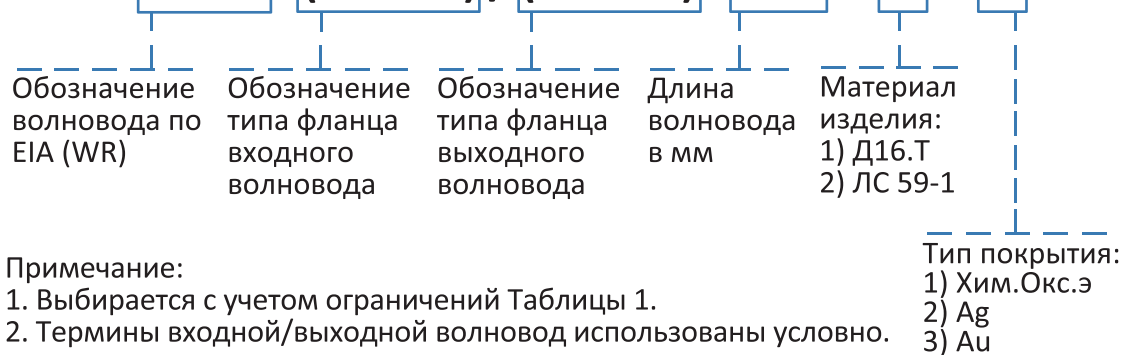 Обозначение
волновода по
EIA (WR)
Обозначение
типа фланца
входного
волновода
Обозначение
типа фланца
выходного
волновода
Длина
волновода
в мм
Материал
изделия:
1) Д16.Т
2) ЛС 59-1
Тип покрытия:
1) Хим.Окс.э
2) Ag
3) Au
Примечание:
1. Выбирается с учетом ограничений Таблицы 1.
2. Термины входной/выходной волновод использованы условно.